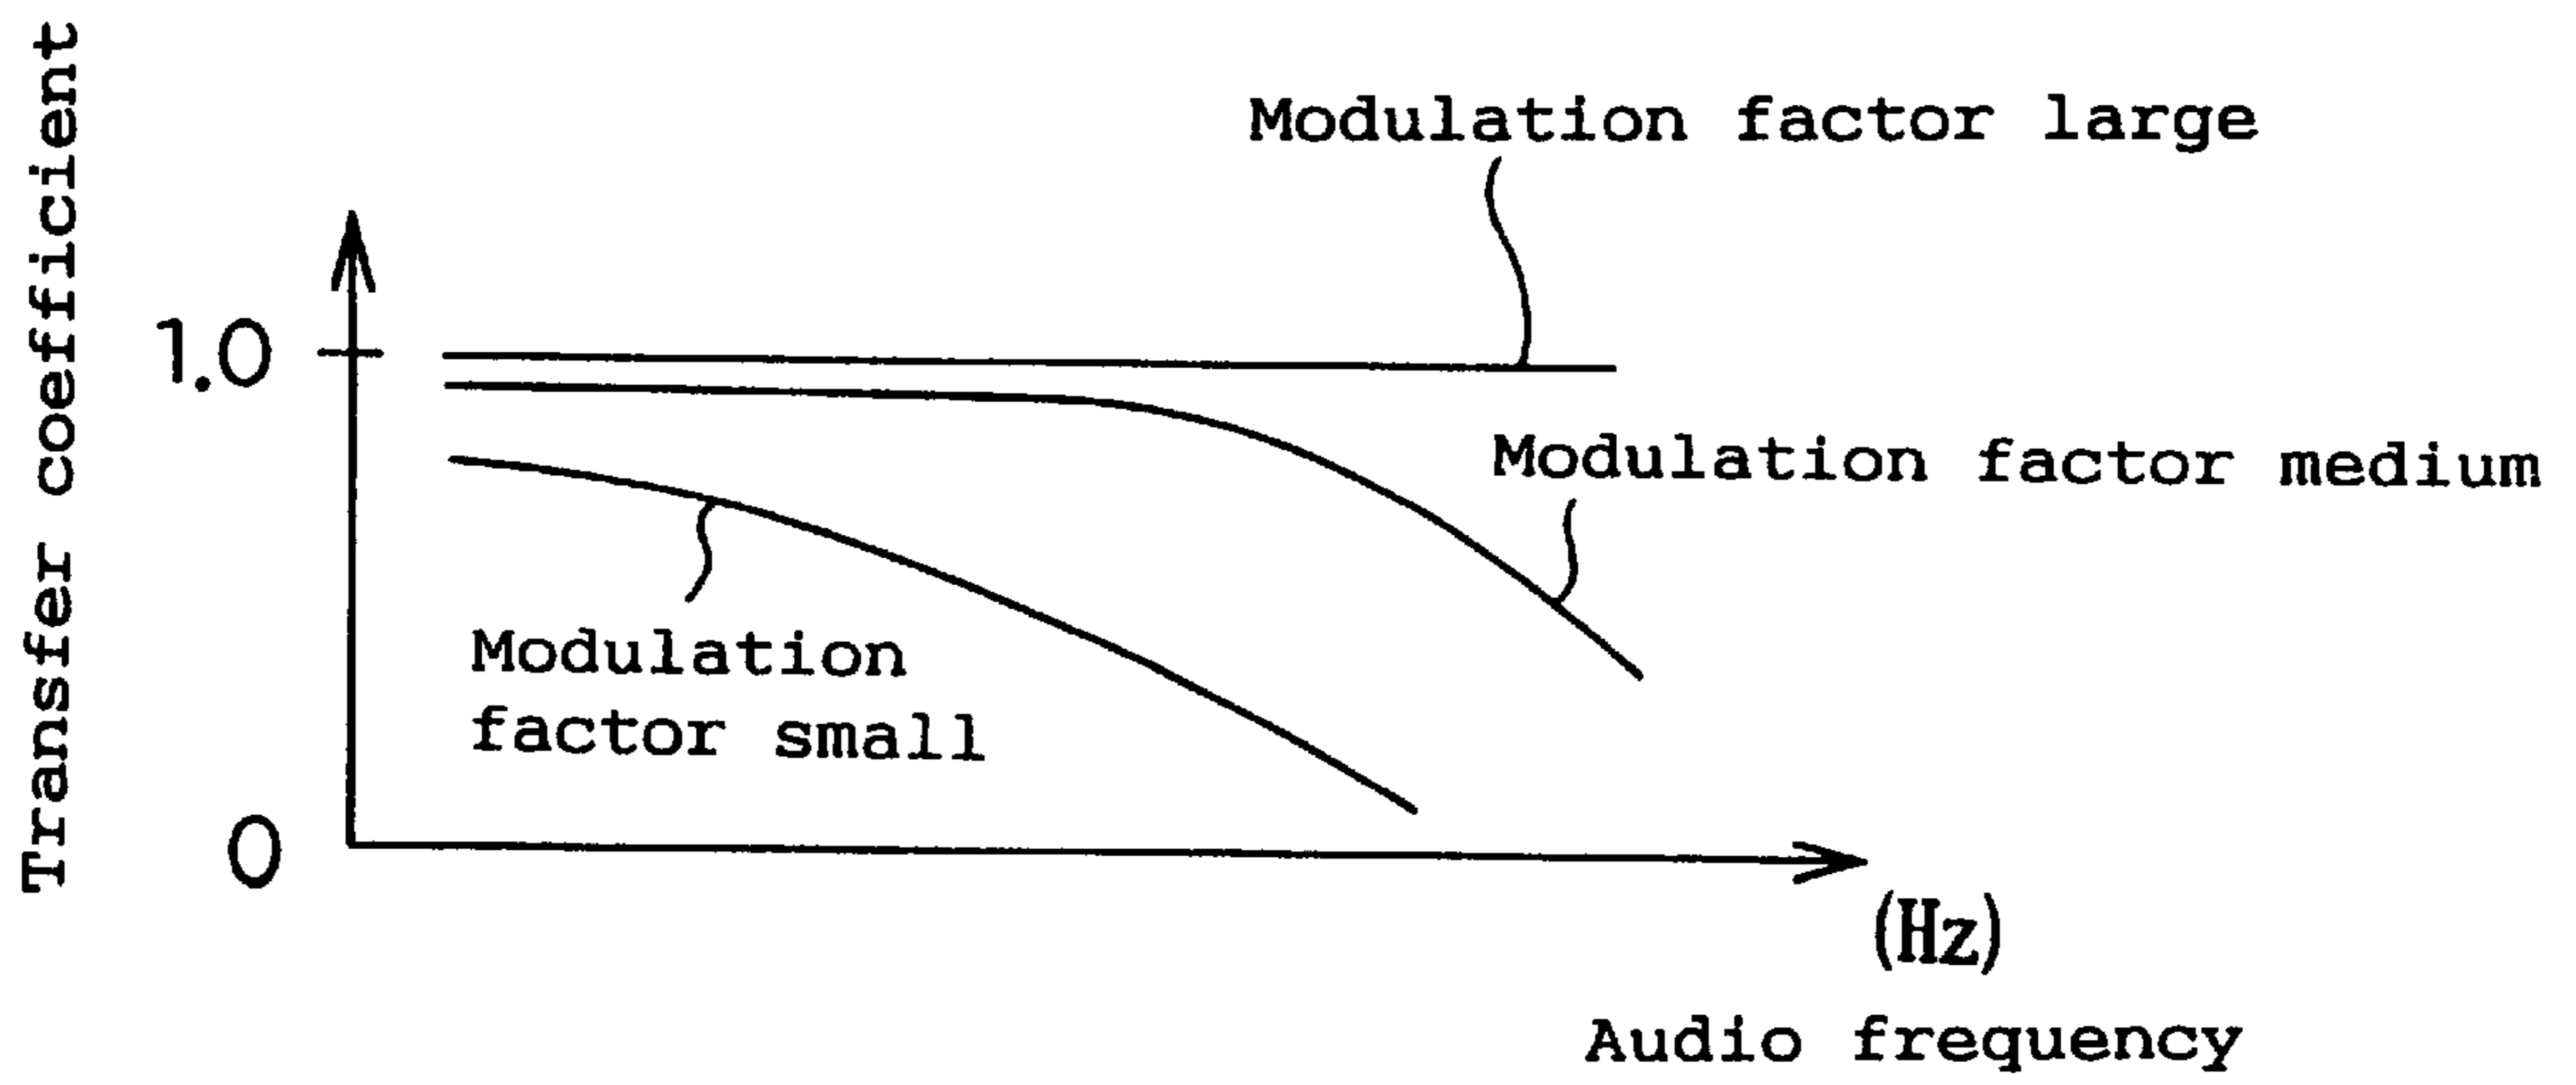 Transfer coefficient
Modulation factor large
1.0
Modulation factor medium
Modulation
factor small
0
(Hz)
Audio frequency